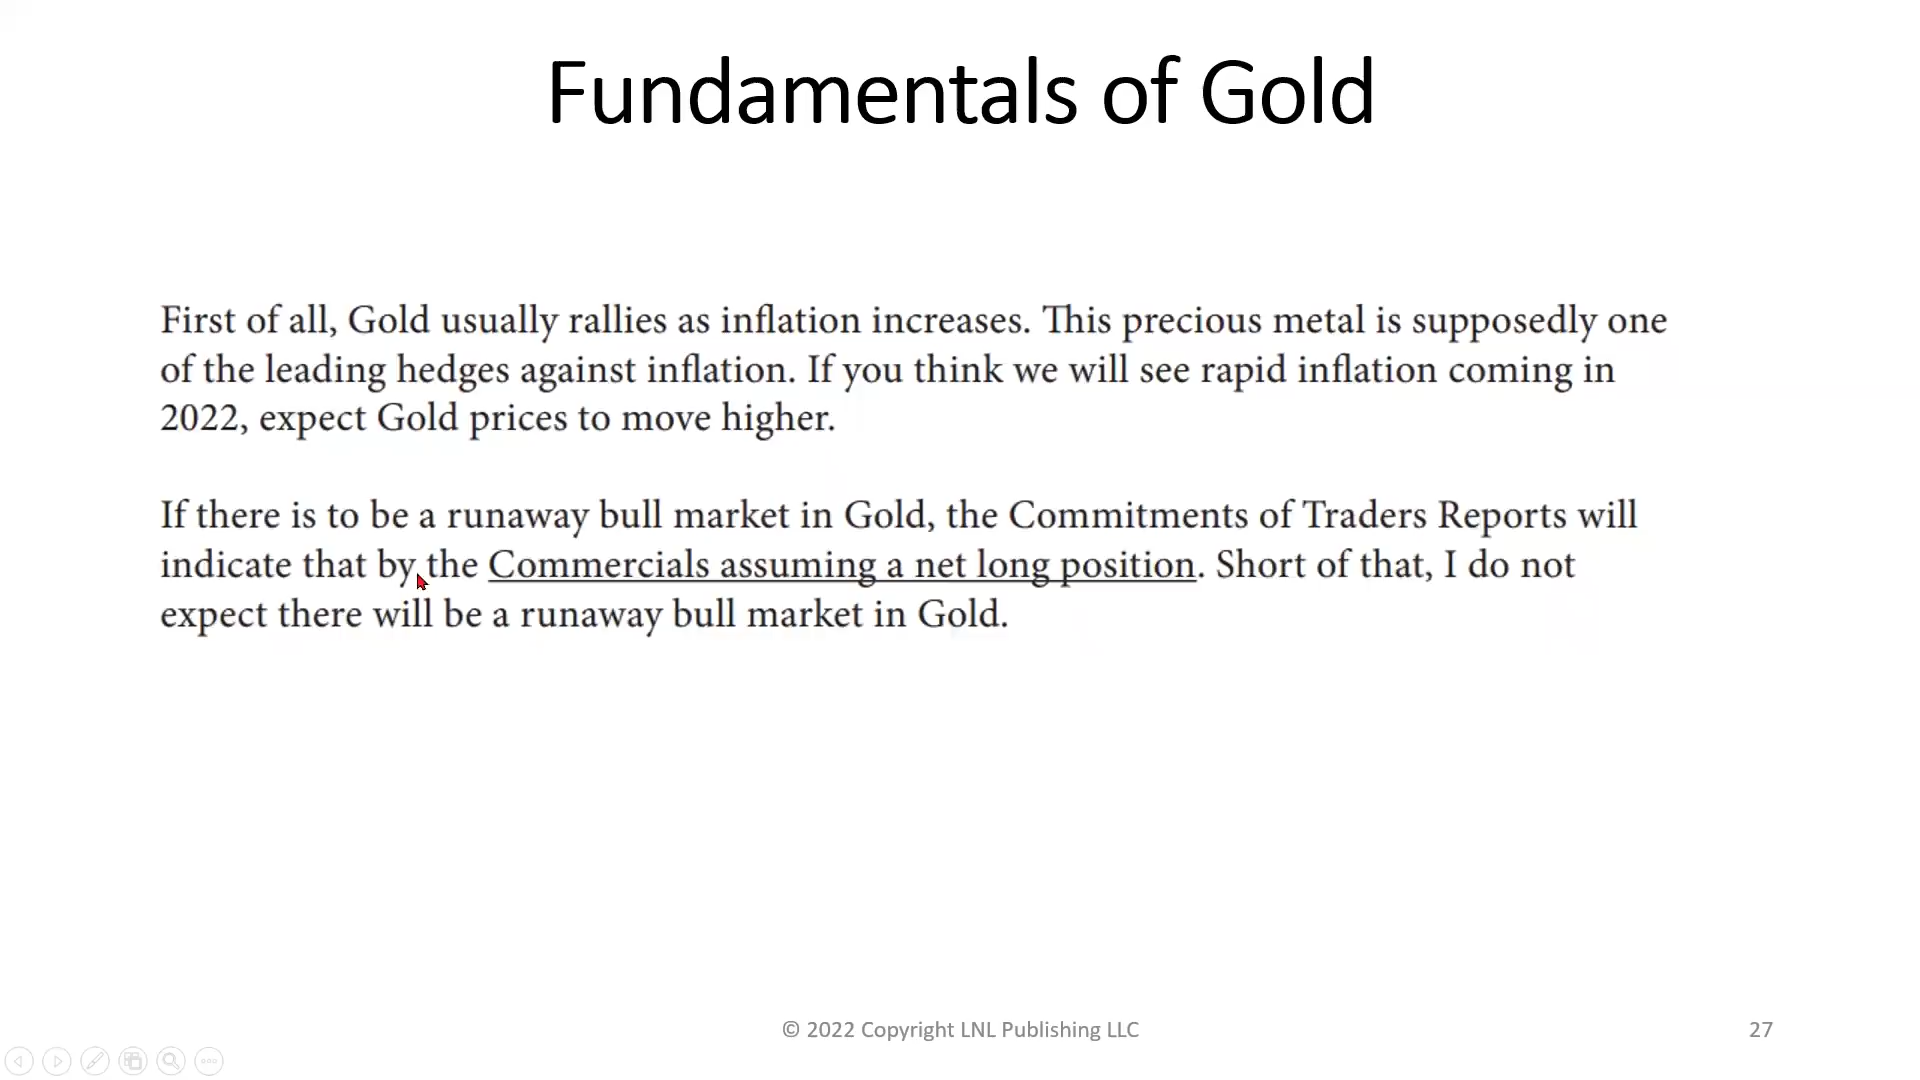 Fundamentals of Gold
First of all, Gold usually rallies as inflation increases. This precious metal is supposedly one
of the leading hedges against inflation. If you think we will see rapid inflation coming in
2022, expect Gold prices to move higher.
If there is to be a runaway bull market in Gold, the Commitments of Traders Reports will
indicate that by the Commercials assuming a net long position. Short of that, I do not
expect there will be a runaway bull market in Gold.
© 2022 Copyright LNL Publishing LLC
27